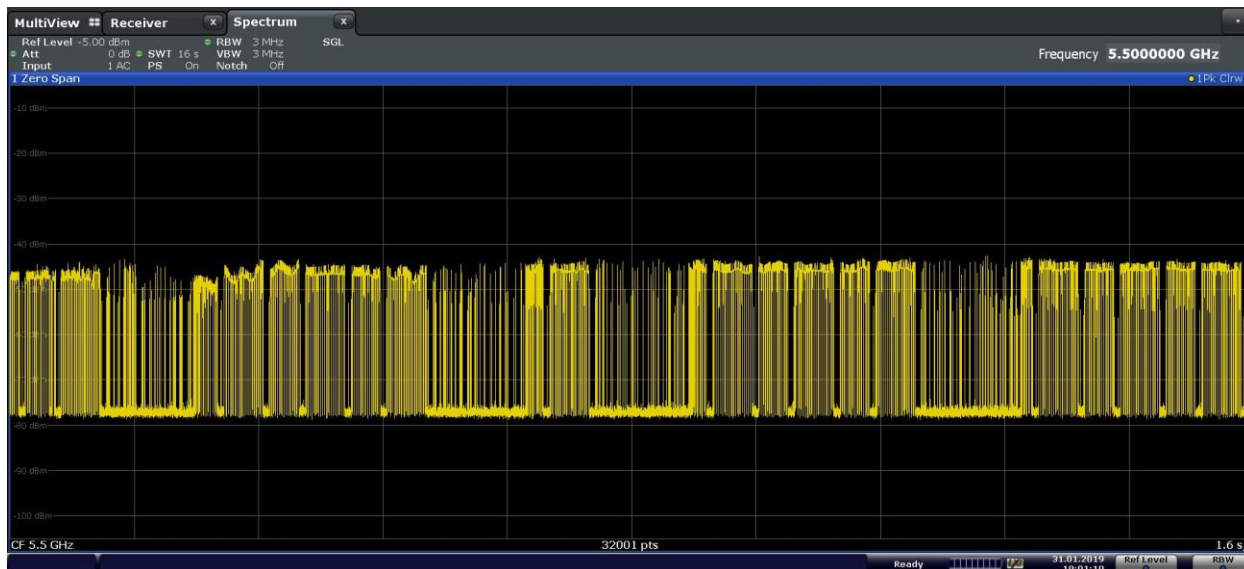 MultiView Receiver X Spectrum X
Ref Level -5.00 dBm RBW 3 MHz SGL
Att 0 dB SWT 16 s VBW 3 MHz
Input 1 AC PS On Notch Off
Frequency 5.5000000 GHz
1 Zero Span 1Pk Clrw
-10 dBm
-20 dBm
-30 dBm
-40 dBm
-80 dBm
-90 dBm
-100 dBm
CF 5.5 GHz 32001 pts 1.6 s
Ready 31.01.2019 Ref Level RBW